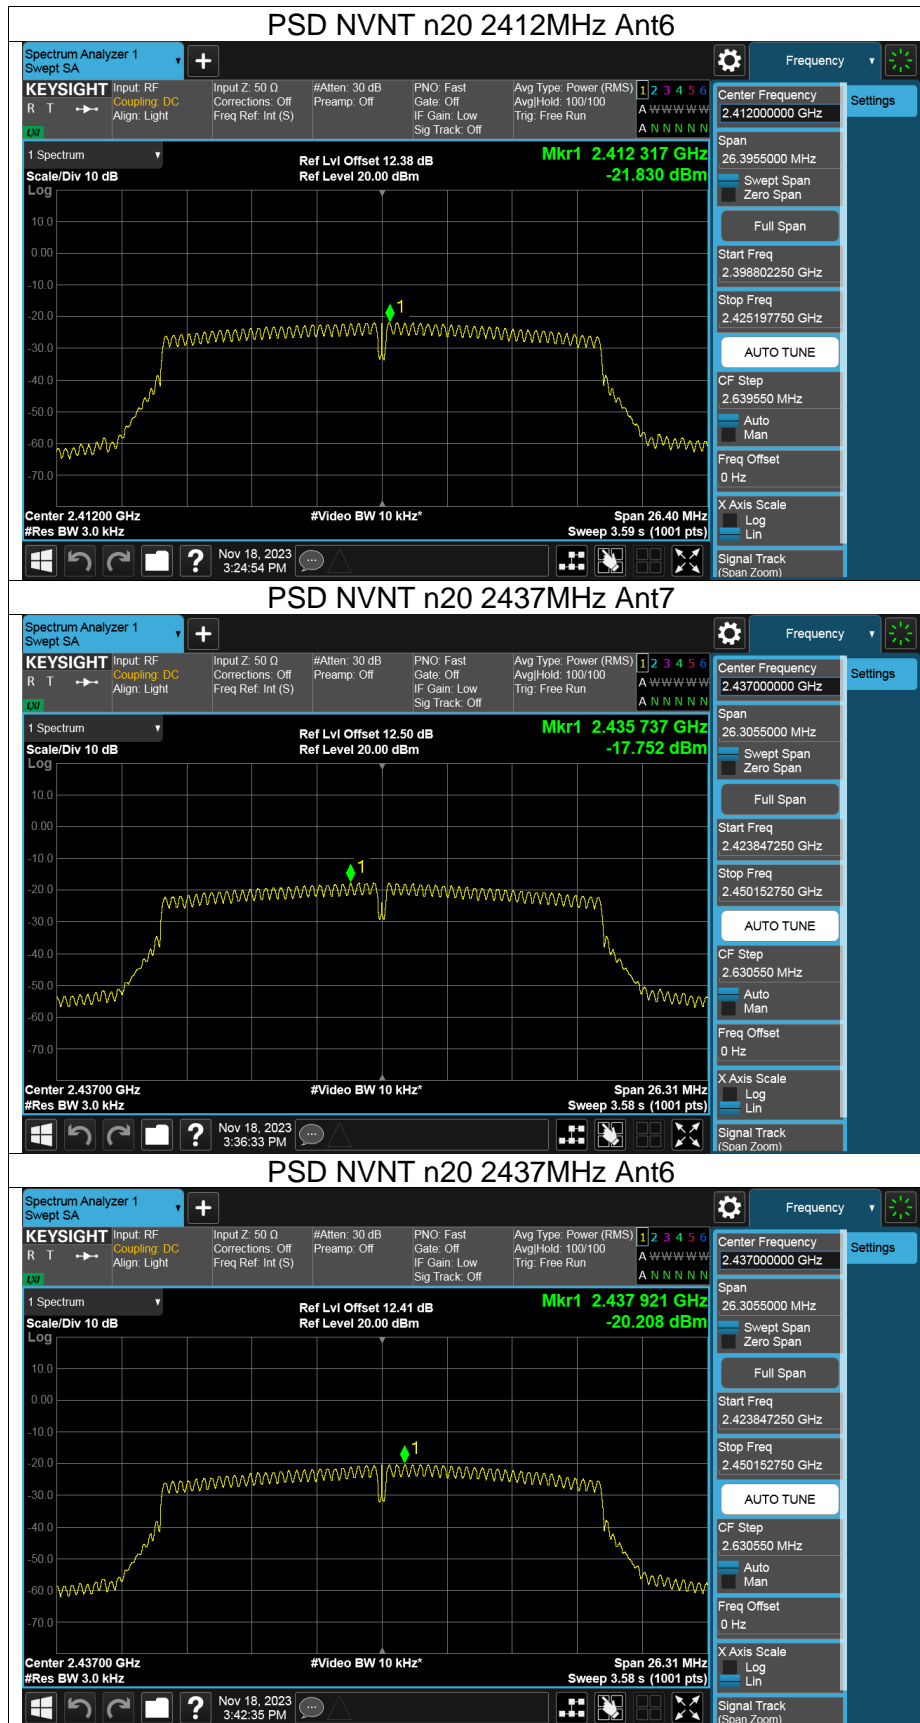 PSD NVNT n20 2412MHz Ant6
Spectrum Analyzer 1
Swept SA
Frequency
KEYSIGHT
R T
LXI
Input: RF
Coupling: DC
Align: Light
Input Z: 50 Ω
Corrections: Off
Freq Ref: Int (S)
#Atten: 30 dB
Preamp: Off
PNO: Fast
Gate: Off
IF Gain: Low
Sig Track: Off
Avg Type: Power (RMS)
Avg|Hold: 100/100
Trig: Free Run
1 2 3 4 5 6
A W W W W W
A N N N N N
1 Spectrum
Scale/Div 10 dB
Ref Lvl Offset 12.38 dB
Ref Level 20.00 dBm
Mkr1 2.412 317 GHz
-21.830 dBm
Log
10.0
0.00
-10.0
-20.0
-30.0
-40.0
-50.0
-60.0
-70.0
1
Center 2.41200 GHz
#Res BW 3.0 kHz
#Video BW 10 kHz*
Span 26.40 MHz
Sweep 3.59 s (1001 pts)
Nov 18, 2023
3:24:54 PM
Center Frequency
2.412000000 GHz
Settings
Span
26.3955000 MHz
Swept Span
Zero Span
Full Span
Start Freq
2.398802250 GHz
Stop Freq
2.425197750 GHz
AUTO TUNE
CF Step
2.639550 MHz
Auto
Man
Freq Offset
0 Hz
X Axis Scale
Log
Lin
Signal Track
(Span Zoom)
PSD NVNT n20 2437MHz Ant7
Spectrum Analyzer 1
Swept SA
Frequency
KEYSIGHT
R T
LXI
Input: RF
Coupling: DC
Align: Light
Input Z: 50 Ω
Corrections: Off
Freq Ref: Int (S)
#Atten: 30 dB
Preamp: Off
PNO: Fast
Gate: Off
IF Gain: Low
Sig Track: Off
Avg Type: Power (RMS)
Avg|Hold: 100/100
Trig: Free Run
1 2 3 4 5 6
A W W W W W
A N N N N N
1 Spectrum
Scale/Div 10 dB
Ref Lvl Offset 12.50 dB
Ref Level 20.00 dBm
Mkr1 2.435 737 GHz
-17.752 dBm
Log
10.0
0.00
-10.0
-20.0
-30.0
-40.0
-50.0
-60.0
-70.0
1
Center 2.43700 GHz
#Res BW 3.0 kHz
#Video BW 10 kHz*
Span 26.31 MHz
Sweep 3.58 s (1001 pts)
Nov 18, 2023
3:36:33 PM
Center Frequency
2.437000000 GHz
Settings
Span
26.3055000 MHz
Swept Span
Zero Span
Full Span
Start Freq
2.423847250 GHz
Stop Freq
2.450152750 GHz
AUTO TUNE
CF Step
2.630550 MHz
Auto
Man
Freq Offset
0 Hz
X Axis Scale
Log
Lin
Signal Track
(Span Zoom)
PSD NVNT n20 2437MHz Ant6
Spectrum Analyzer 1
Swept SA
Frequency
KEYSIGHT
R T
LXI
Input: RF
Coupling: DC
Align: Light
Input Z: 50 Ω
Corrections: Off
Freq Ref: Int (S)
#Atten: 30 dB
Preamp: Off
PNO: Fast
Gate: Off
IF Gain: Low
Sig Track: Off
Avg Type: Power (RMS)
Avg|Hold: 100/100
Trig: Free Run
1 2 3 4 5 6
A W W W W W
A N N N N N
1 Spectrum
Scale/Div 10 dB
Ref Lvl Offset 12.41 dB
Ref Level 20.00 dBm
Mkr1 2.437 921 GHz
-20.208 dBm
Log
10.0
0.00
-10.0
-20.0
-30.0
-40.0
-50.0
-60.0
-70.0
1
Center 2.43700 GHz
#Res BW 3.0 kHz
#Video BW 10 kHz*
Span 26.31 MHz
Sweep 3.58 s (1001 pts)
Nov 18, 2023
3:42:35 PM
Center Frequency
2.437000000 GHz
Settings
Span
26.3055000 MHz
Swept Span
Zero Span
Full Span
Start Freq
2.423847250 GHz
Stop Freq
2.450152750 GHz
AUTO TUNE
CF Step
2.630550 MHz
Auto
Man
Freq Offset
0 Hz
X Axis Scale
Log
Lin
Signal Track
(Span Zoom)